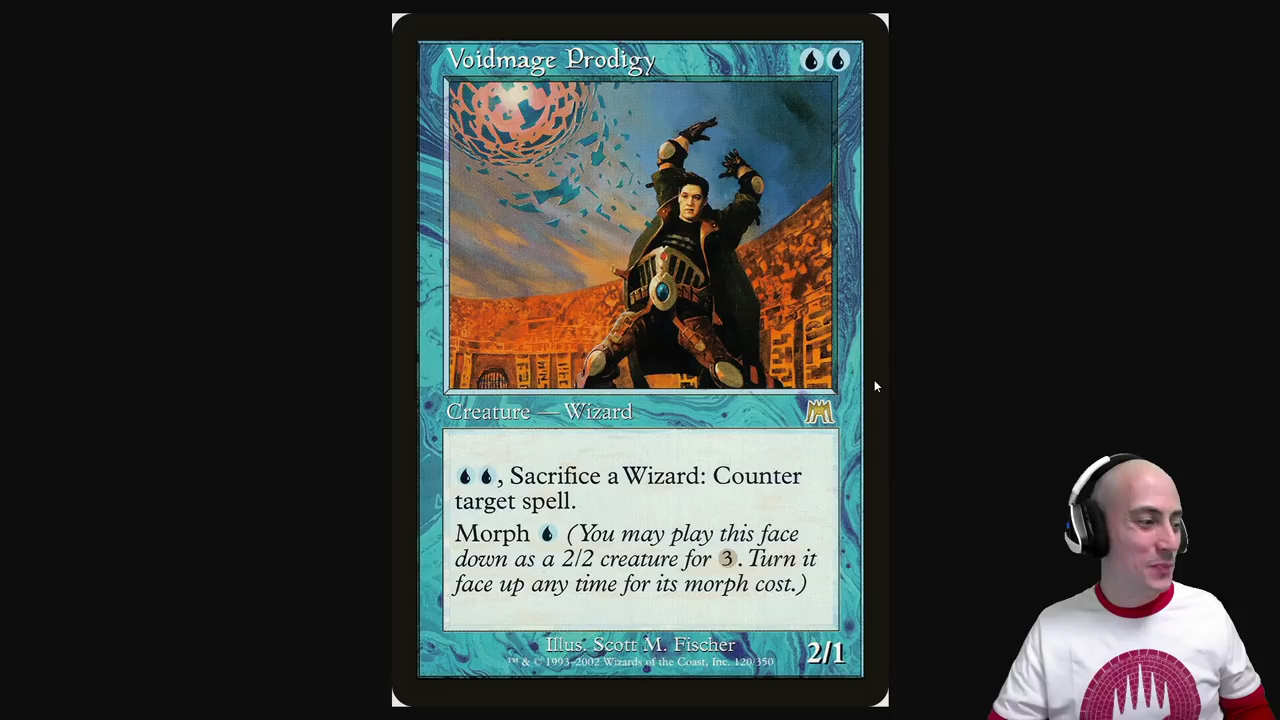 Voidmage Prodigy
Creature — Wizard
, Sacrifice a Wizard: Counter
target spell.
Morph (You may play this face
down as a 2/2 creature for 3. Turn it
face up any time for its morph cost.)
Illus. Scott M. Fischer
™ & © 1993–2002 Wizards of the Coast, Inc. 120/350
2/1